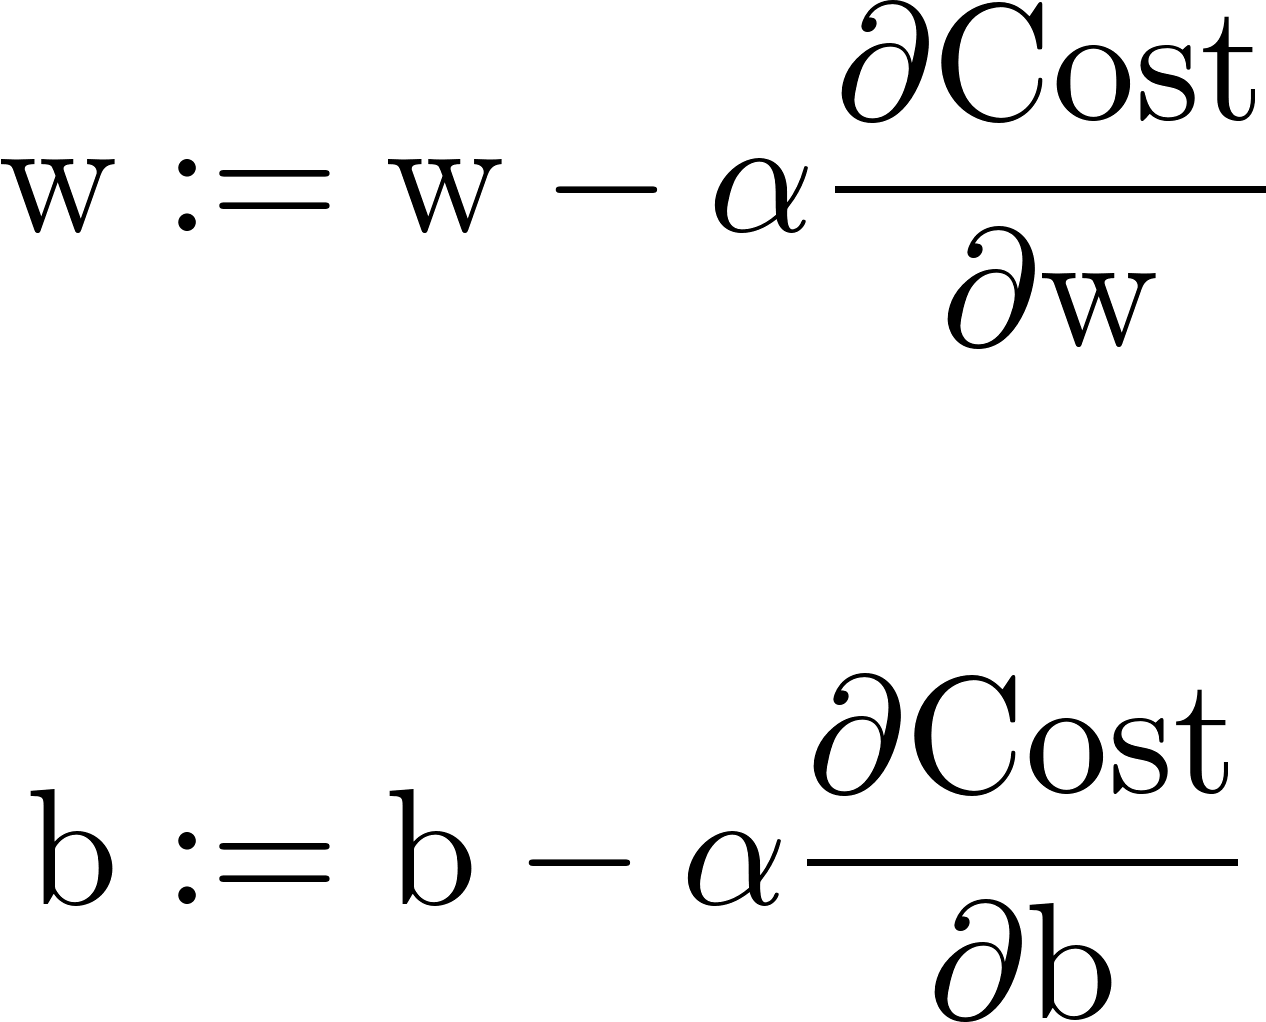 w := w − α ∂Cost/∂w
b := b − α ∂Cost/∂b